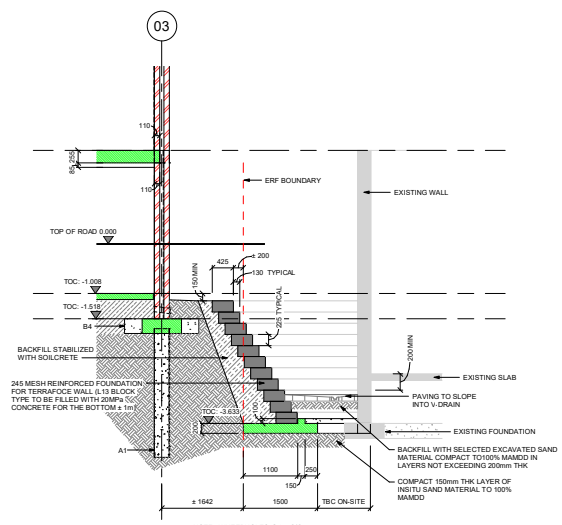 03
110
255
85
110
ERF BOUNDARY
EXISTING WALL
TOP OF ROAD 0.000
± 200
425
130 TYPICAL
150 MIN
TOC: -1.008
TOC: -1.518
225 TYPICAL
B4
BACKFILL STABILIZED
WITH SOILCRETE
200 MIN
EXISTING SLAB
245 MESH REINFORCED FOUNDATION
FOR TERRAFOCE WALL (L13 BLOCK
TYPE TO BE FILLED WITH 20MPa
CONCRETE FOR THE BOTTOM ± 1m)
PAVING TO SLOPE
INTO V-DRAIN
TOC: -3.633
±100
200
EXISTING FOUNDATION
A1
BACKFILL WITH SELECTED EXCAVATED SAND
MATERIAL COMPACT TO100% MAMDD IN
LAYERS NOT EXCEEDING 200mm THK
1100
250
150
COMPACT 150mm THK LAYER OF
INSITU SAND MATERIAL TO 100%
MAMDD
± 1642
1500
TBC ON-SITE